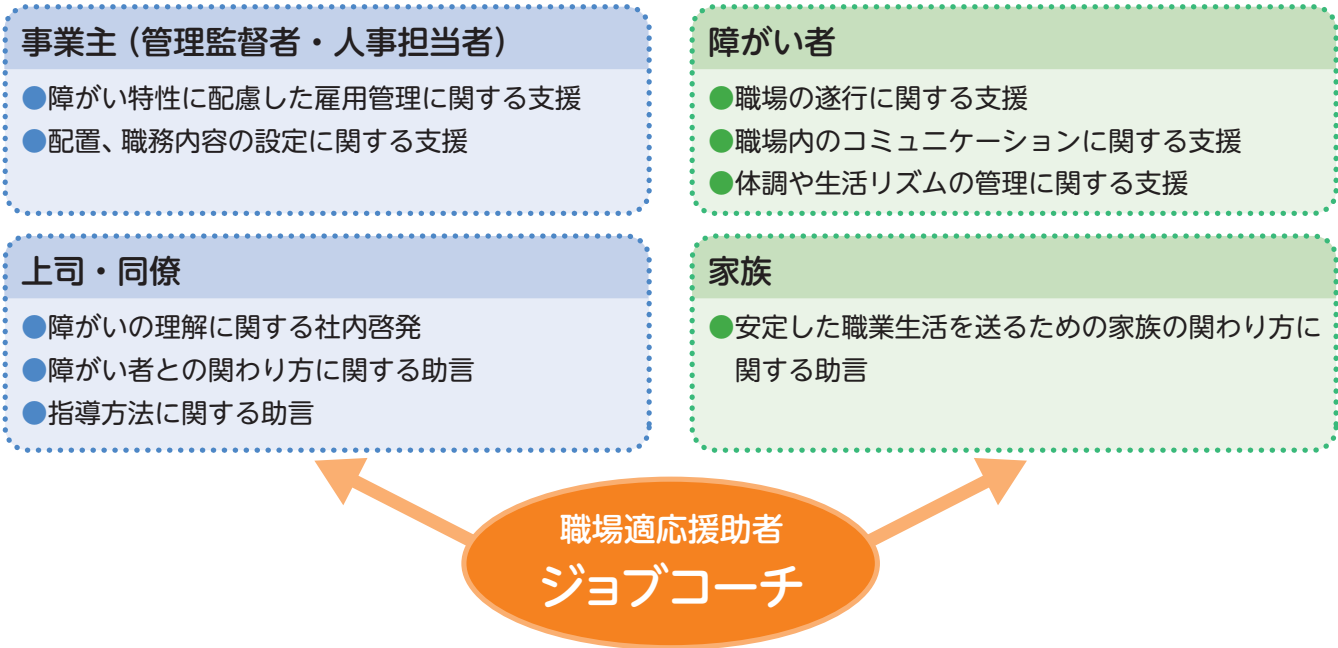 事業主（管理監督者・人事担当者）
●障がい特性に配慮した雇用管理に関する支援
●配置、職務内容の設定に関する支援
障がい者
●職場の遂行に関する支援
●職場内のコミュニケーションに関する支援
●体調や生活リズムの管理に関する支援
上司・同僚
●障がいの理解に関する社内啓発
●障がい者との関わり方に関する助言
●指導方法に関する助言
家族
●安定した職業生活を送るための家族の関わり方に
関する助言
職場適応援助者
ジョブコーチ